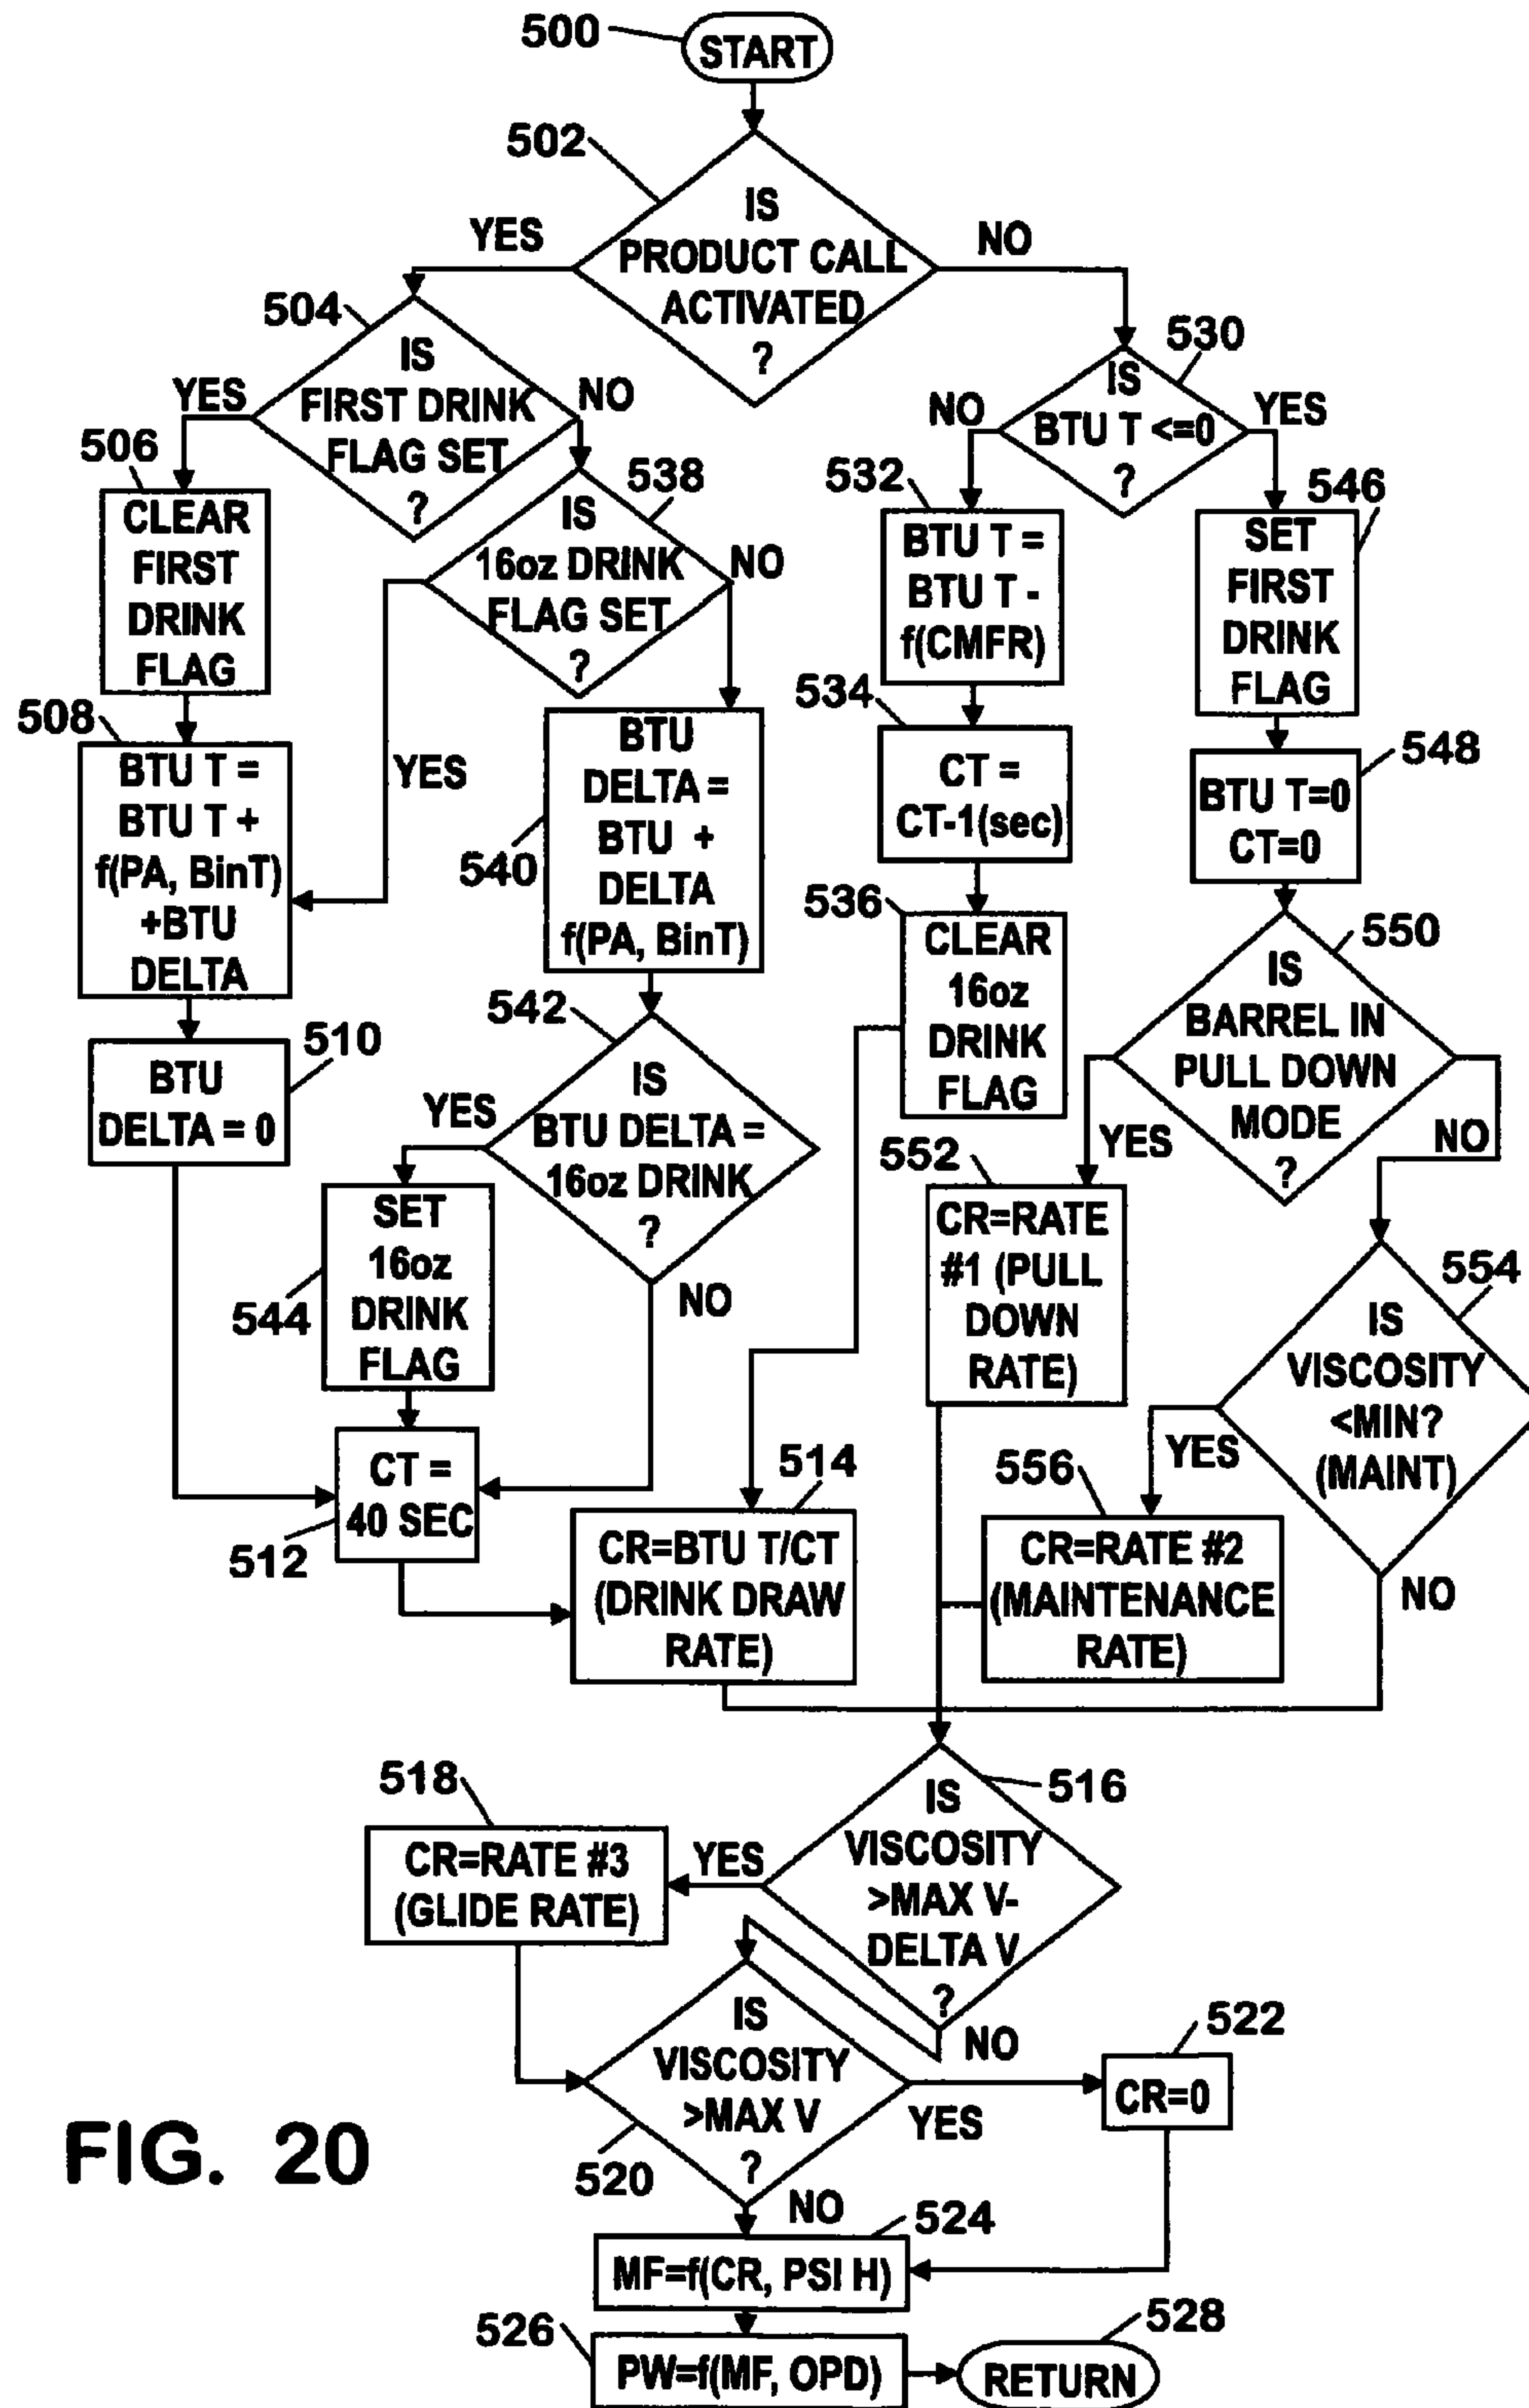 500
START
502
IS
PRODUCT CALL
ACTIVATED
?
YES
NO
504
IS
FIRST DRINK
FLAG SET
?
YES
NO
530
IS
BTU T <=0
?
NO
YES
506
CLEAR
FIRST
DRINK
FLAG
538
IS
16oz DRINK
FLAG SET
?
NO
YES
532
BTU T =
BTU T -
f(CMFR)
546
SET
FIRST
DRINK
FLAG
508
BTU T =
BTU T +
f(PA, BinT)
+BTU
DELTA
540
BTU
DELTA =
BTU +
DELTA
f(PA, BinT)
534
CT =
CT-1(sec)
548
BTU T=0
CT=0
536
CLEAR
16oz
DRINK
FLAG
550
IS
BARREL IN
PULL DOWN
MODE
?
YES
NO
510
BTU
DELTA = 0
542
IS
BTU DELTA =
16oz DRINK
?
YES
NO
544
SET
16oz
DRINK
FLAG
552
CR=RATE
#1 (PULL
DOWN
RATE)
554
IS
VISCOSITY
<MIN?
(MAINT)
YES
NO
512
CT =
40 SEC
514
CR=BTU T/CT
(DRINK DRAW
RATE)
556
CR=RATE #2
(MAINTENANCE
RATE)
516
IS
VISCOSITY
>MAX V-
DELTA V
?
YES
NO
518
CR=RATE #3
(GLIDE RATE)
520
IS
VISCOSITY
>MAX V
?
YES
NO
522
CR=0
524
MF=f(CR, PSI H)
526
PW=f(MF, OPD)
528
RETURN
FIG. 20